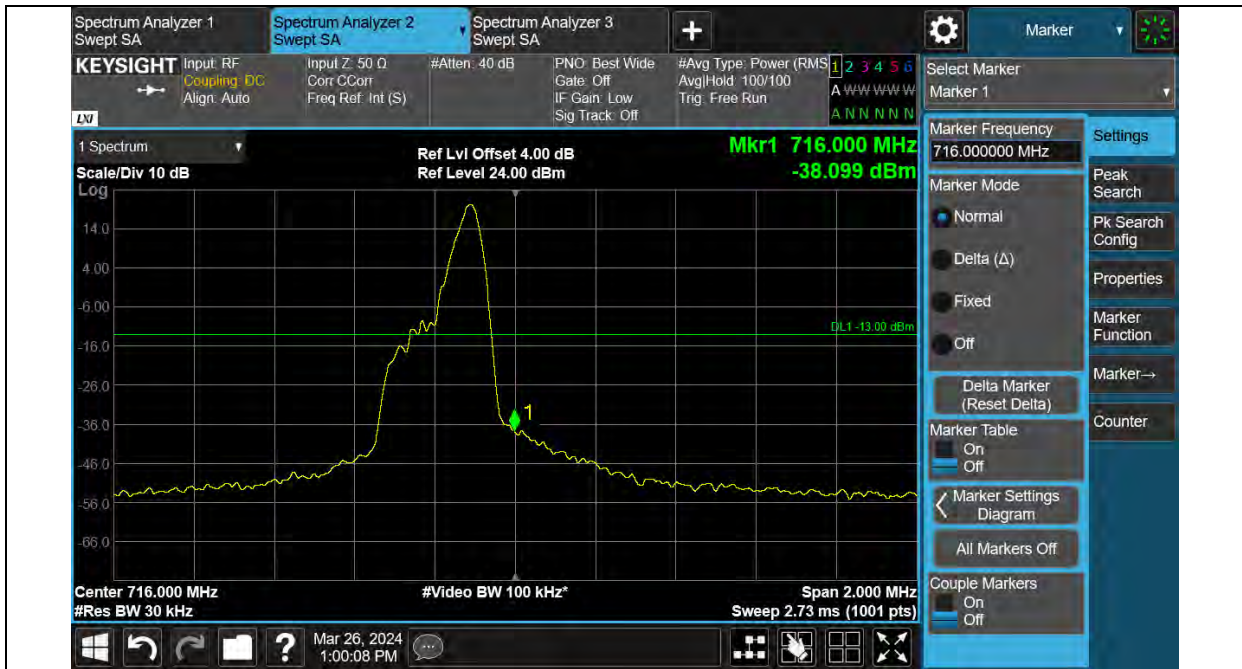 Spectrum Analyzer 1
Swept SA
Spectrum Analyzer 2
Swept SA
Spectrum Analyzer 3
Swept SA
Marker
KEYSIGHT
LXI
Input: RF
Coupling: DC
Align: Auto
Input Z: 50 Ω
Corr CCorr
Freq Ref: Int (S)
#Atten: 40 dB
PNO: Best Wide
Gate: Off
IF Gain: Low
Sig Track: Off
#Avg Type: Power (RMS
Avg|Hold: 100/100
Trig: Free Run
1 2 3 4 5 6
A W W W W W
A N N N N N
Select Marker
Marker 1
1 Spectrum
Scale/Div 10 dB
Ref Lvl Offset 4.00 dB
Ref Level 24.00 dBm
Mkr1 716.000 MHz
-38.099 dBm
Log
14.0
4.00
-6.00
-16.0
-26.0
-36.0
-46.0
-56.0
-66.0
DL1 -13.00 dBm
1
Center 716.000 MHz
#Res BW 30 kHz
#Video BW 100 kHz*
Span 2.000 MHz
Sweep 2.73 ms (1001 pts)
Marker Frequency
716.000000 MHz
Marker Mode
Normal
Delta (Δ)
Fixed
Off
Delta Marker
(Reset Delta)
Marker Table
On
Off
Marker Settings
Diagram
All Markers Off
Couple Markers
On
Off
Settings
Peak
Search
Pk Search
Config
Properties
Marker
Function
Marker→
Counter
?
Mar 26, 2024
1:00:08 PM